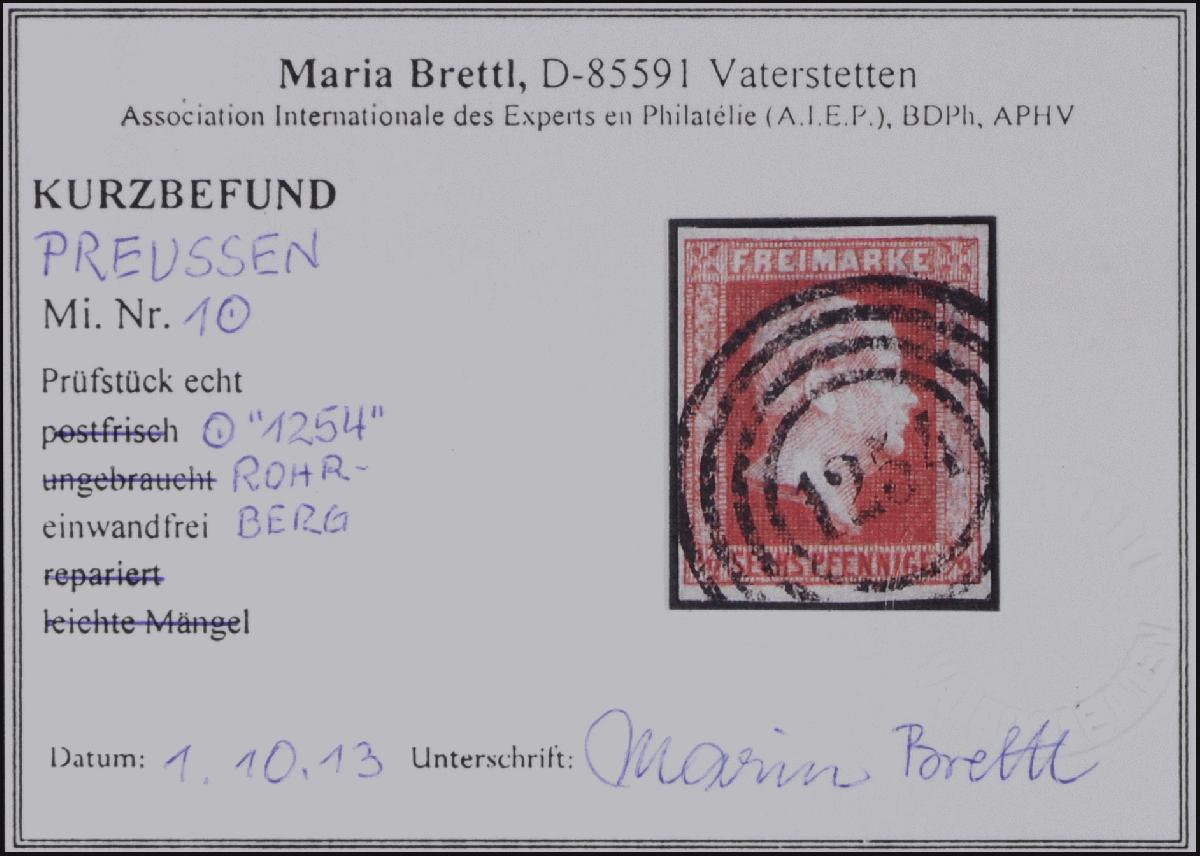 Maria Brettl, D-85591 Vaterstetten
Association Internationale des Experts en Philatélie (A.I.E.P.), BDPh, APHV
KURZBEFUND
PREUSSEN
Mi. Nr. 10
Prüfstück echt
postfrisch ⊙ "1254"
ungebraucht ROHR-
einwandfrei BERG
repariert
leichte Mängel
FREIMARKE
1254
SECHS PFENNIGE
Datum: 1.10.13 Unterschrift: Maria Brettl